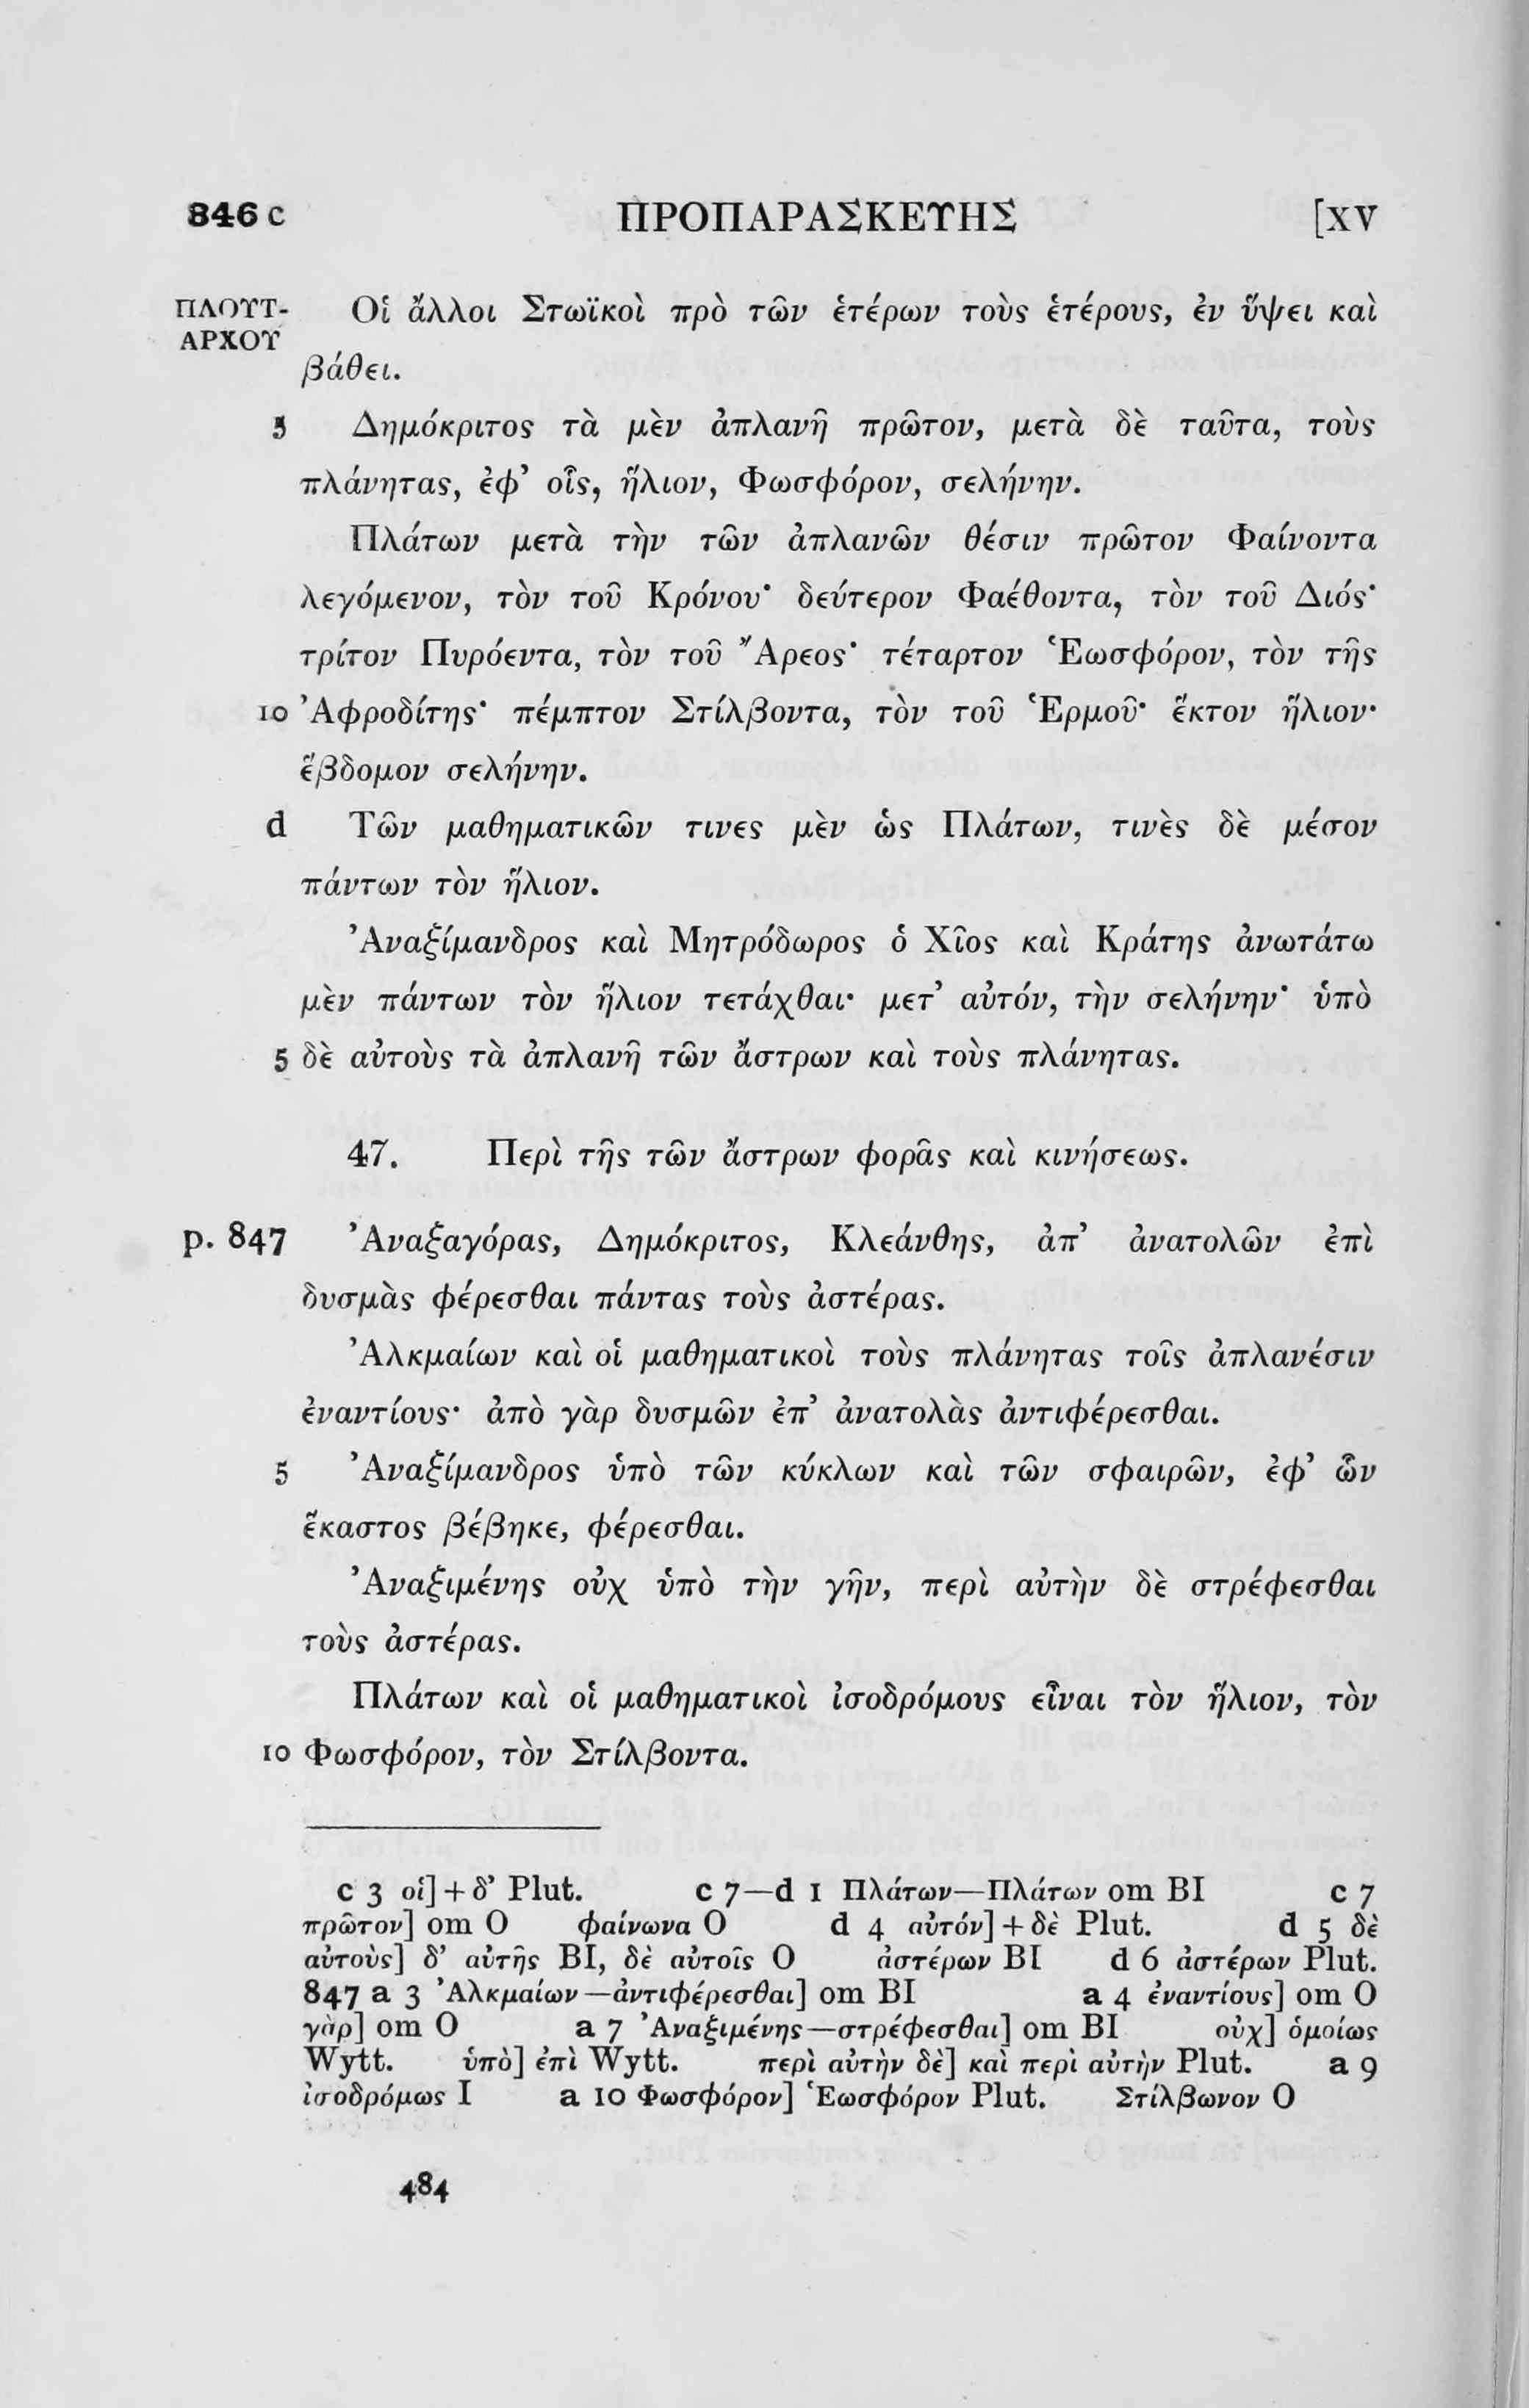 846 c ΠΡΟΠΑΡΑΣΚΕΥΗΣ [XV
ΠΛΟΥΤ- Οἱ ἄλλοι Στωϊκοὶ πρὸ τῶν ἑτέρων τοὺς ἑτέρους, ἐν ὕψει καὶ
ΑΡΧΟΥ
βάθει.
5 Δημόκριτος τὰ μὲν ἀπλανῆ πρῶτον, μετὰ δὲ ταῦτα, τοὺς
πλάνητας, ἐφ’ οἷς, ἥλιον, Φωσφόρον, σελήνην.
Πλάτων μετὰ τὴν τῶν ἀπλανῶν θέσιν πρῶτον Φαίνοντα
λεγόμενον, τὸν τοῦ Κρόνου· δεύτερον Φαέθοντα, τὸν τοῦ Διός·
τρίτον Πυρόεντα, τὸν τοῦ Ἄρεος· τέταρτον Ἑωσφόρον, τὸν τῆς
10 Ἀφροδίτης· πέμπτον Στίλβοντα, τὸν τοῦ Ἑρμοῦ· ἕκτον ἥλιον·
ἕβδομον σελήνην.
d Τῶν μαθηματικῶν τινες μὲν ὡς Πλάτων, τινὲς δὲ μέσον
πάντων τὸν ἥλιον.
Ἀναξίμανδρος καὶ Μητρόδωρος ὁ Χῖος καὶ Κράτης ἀνωτάτω
μὲν πάντων τὸν ἥλιον τετάχθαι· μετ’ αὐτόν, τὴν σελήνην· ὑπὸ
5 δὲ αὐτοὺς τὰ ἀπλανῆ τῶν ἄστρων καὶ τοὺς πλάνητας.
47. Περὶ τῆς τῶν ἄστρων φορᾶς καὶ κινήσεως.
p. 847 Ἀναξαγόρας, Δημόκριτος, Κλεάνθης, ἀπ’ ἀνατολῶν ἐπὶ
δυσμὰς φέρεσθαι πάντας τοὺς ἀστέρας.
Ἀλκμαίων καὶ οἱ μαθηματικοὶ τοὺς πλάνητας τοῖς ἀπλανέσιν
ἐναντίους· ἀπὸ γὰρ δυσμῶν ἐπ’ ἀνατολὰς ἀντιφέρεσθαι.
5 Ἀναξίμανδρος ὑπὸ τῶν κύκλων καὶ τῶν σφαιρῶν, ἐφ’ ὧν
ἕκαστος βέβηκε, φέρεσθαι.
Ἀναξιμένης οὐχ ὑπὸ τὴν γῆν, περὶ αὐτὴν δὲ στρέφεσθαι
τοὺς ἀστέρας.
Πλάτων καὶ οἱ μαθηματικοὶ ἰσοδρόμους εἶναι τὸν ἥλιον, τὸν
10 Φωσφόρον, τὸν Στίλβοντα.
c 3 οἱ] + δ’ Plut. c 7—d 1 Πλάτων—Πλάτων om BI c 7
πρῶτον] om O φαίνωνα O d 4 αὐτόν] + δὲ Plut. d 5 δὲ
αὐτοὺς] δ’ αὐτῆς BI, δὲ αὐτοῖς O ἀστέρων BI d 6 ἀστέρων Plut.
847 a 3 Ἀλκμαίων—ἀντιφέρεσθαι] om BI a 4 ἐναντίους] om O
γὰρ] om O a 7 Ἀναξιμένης—στρέφεσθαι] om BI οὐχ] ὁμοίως
Wytt. ὑπὸ] ἐπὶ Wytt. περὶ αὐτὴν δὲ] καὶ περὶ αὐτὴν Plut. a 9
ἰσοδρόμως I a 10 Φωσφόρον] Ἑωσφόρον Plut. Στίλβωνον O
484